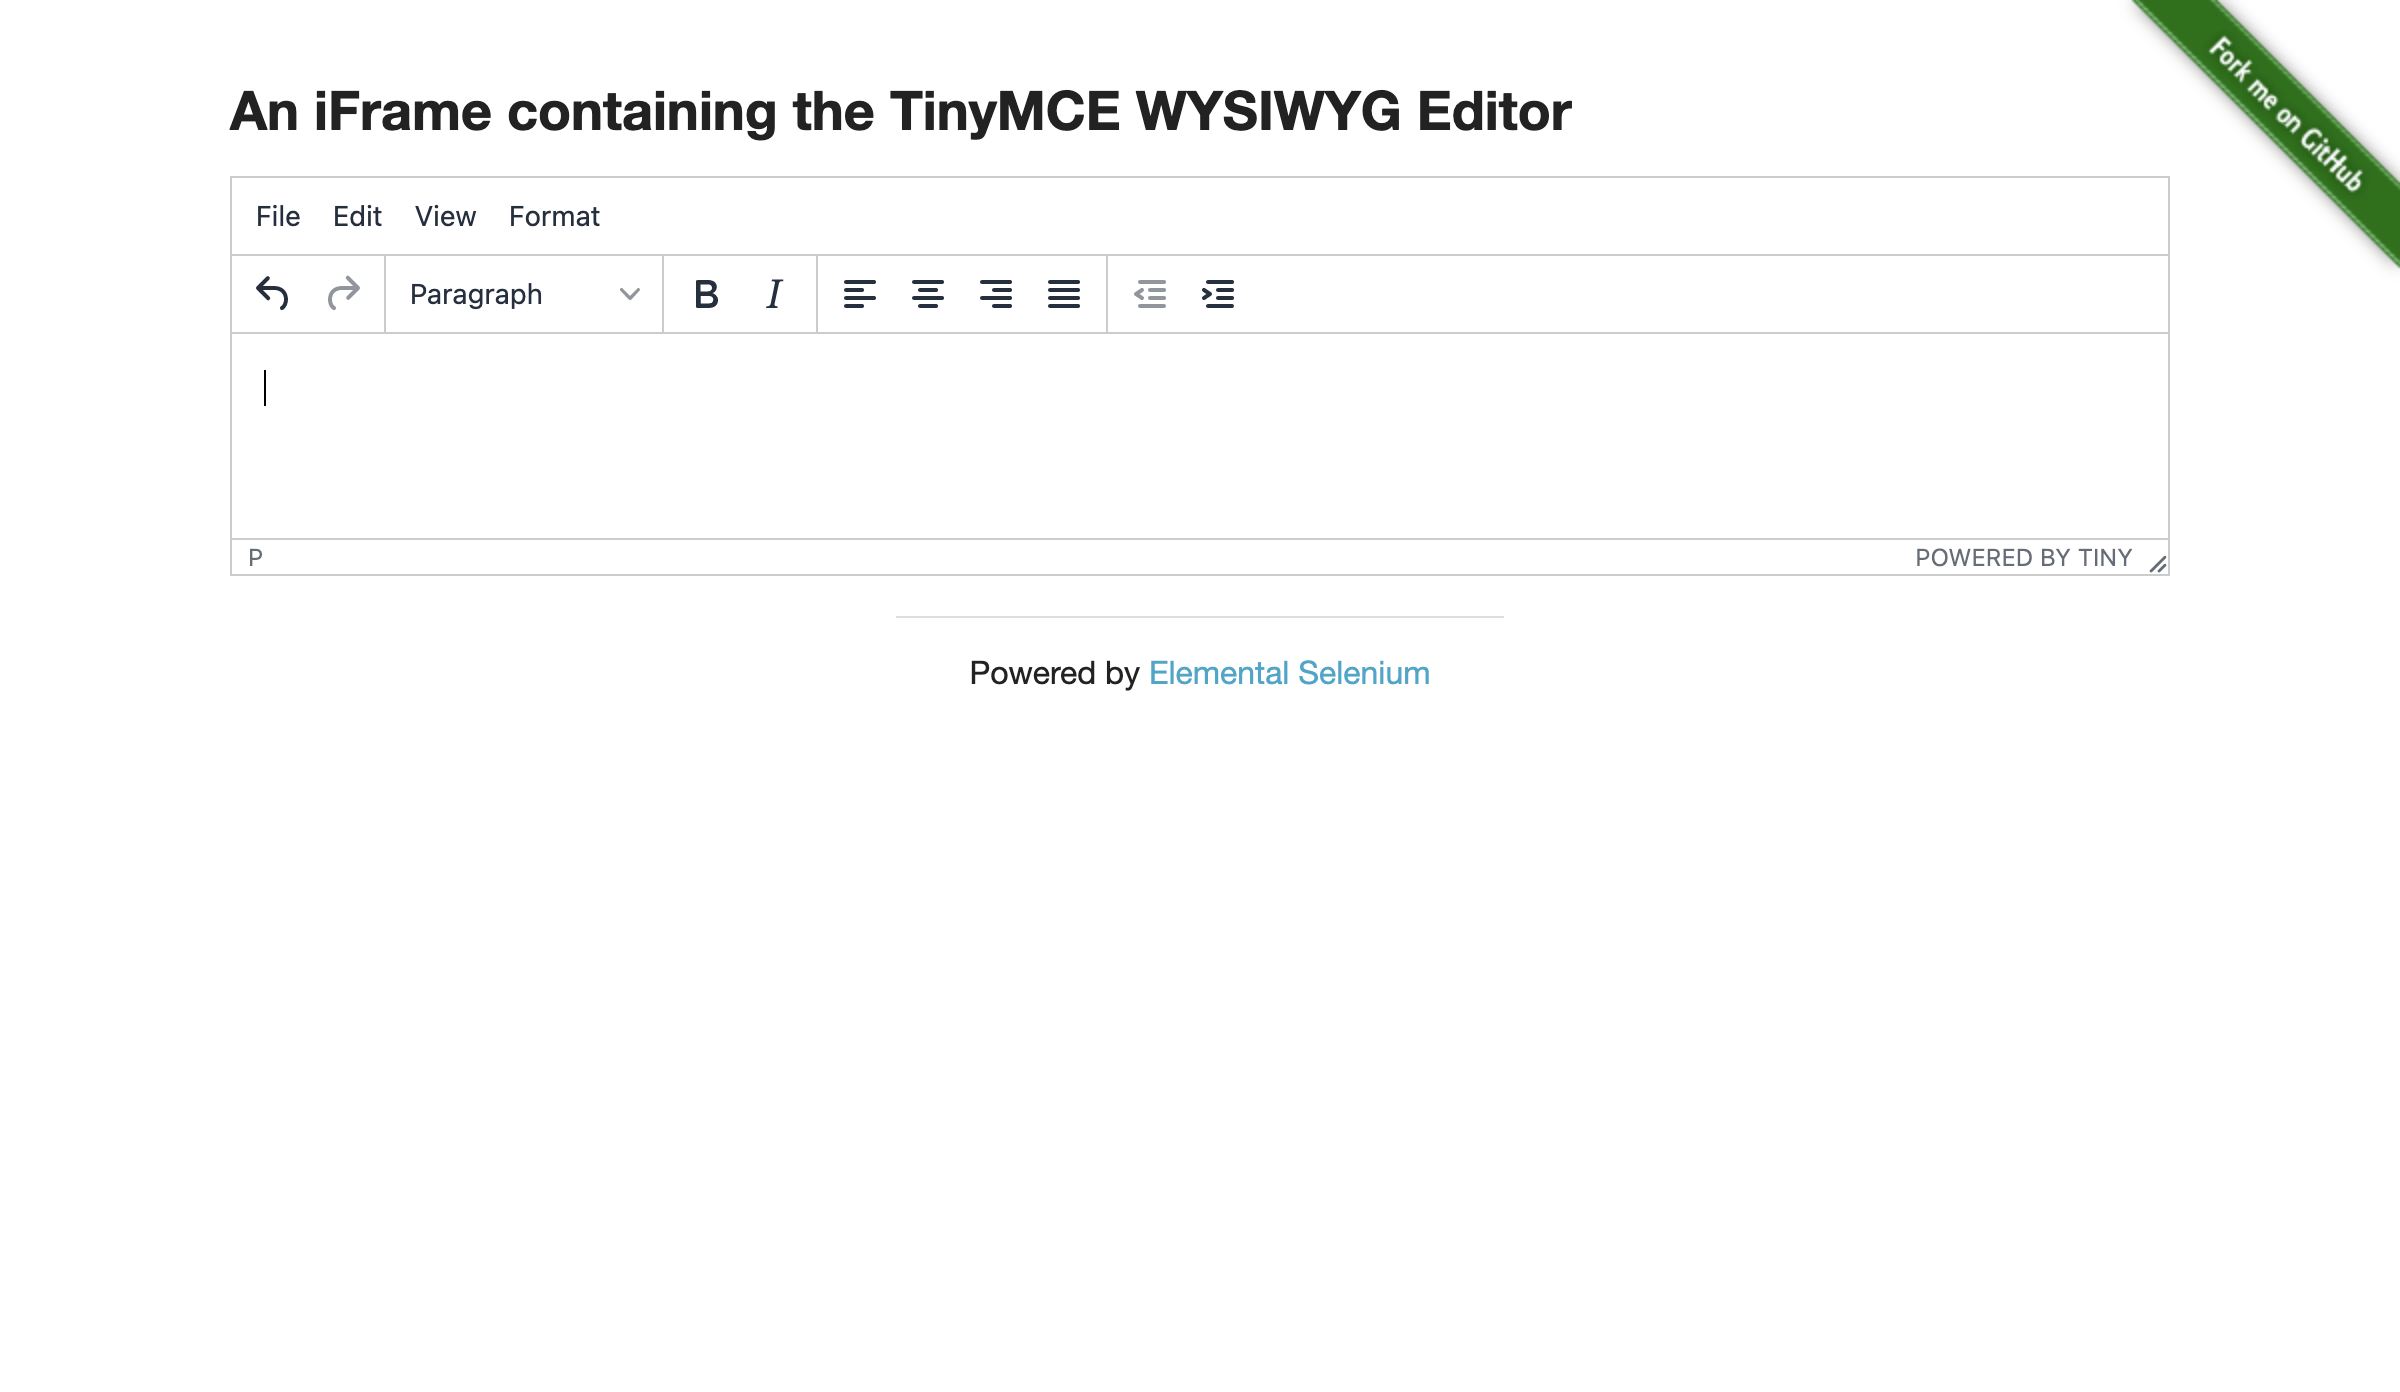 Fork me on GitHub
An iFrame containing the TinyMCE WYSIWYG Editor
File Edit View Format
Paragraph B I
P POWERED BY TINY
Powered by Elemental Selenium